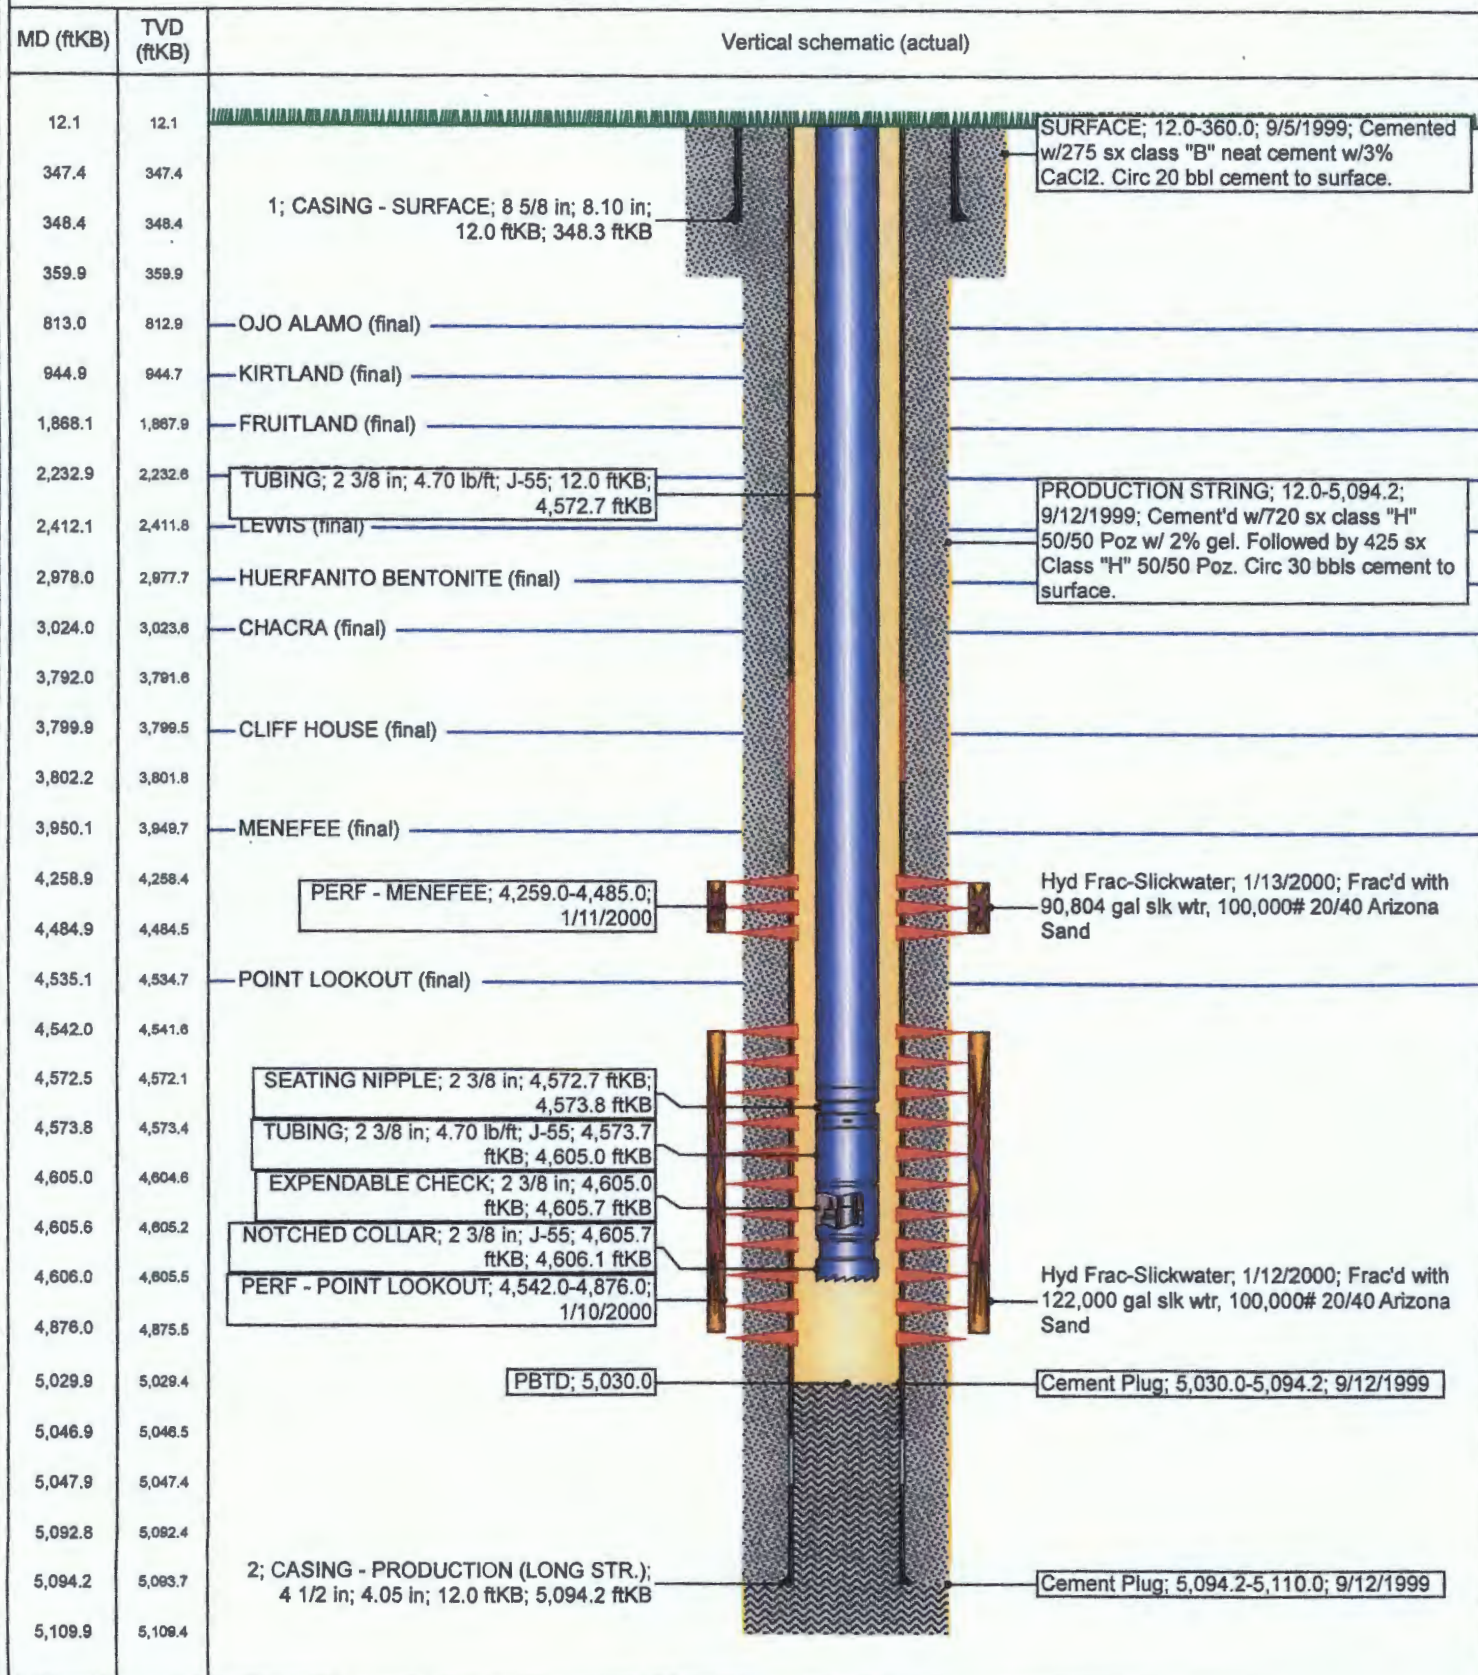 MD (ftKB)
TVD
(ftKB)
Vertical schematic (actual)
12.1 12.1
SURFACE; 12.0-360.0; 9/5/1999; Cemented
w/275 sx class "B" neat cement w/3%
CaCl2. Circ 20 bbl cement to surface.
347.4 347.4
1; CASING - SURFACE; 8 5/8 in; 8.10 in;
12.0 ftKB; 348.3 ftKB
348.4 348.4
359.9 359.9
813.0 812.9 OJO ALAMO (final)
944.9 944.7 KIRTLAND (final)
1,868.1 1,867.9 FRUITLAND (final)
2,232.9 2,232.6
TUBING; 2 3/8 in; 4.70 lb/ft; J-55; 12.0 ftKB;
4,572.7 ftKB
PRODUCTION STRING; 12.0-5,094.2;
9/12/1999; Cement'd w/720 sx class "H"
50/50 Poz w/ 2% gel. Followed by 425 sx
Class "H" 50/50 Poz. Circ 30 bbls cement to
surface.
2,412.1 2,411.8 LEWIS (final)
2,978.0 2,977.7 HUERFANITO BENTONITE (final)
3,024.0 3,023.6 CHACRA (final)
3,792.0 3,791.6
3,799.9 3,799.5 CLIFF HOUSE (final)
3,802.2 3,801.8
3,950.1 3,949.7 MENEFEE (final)
4,258.9 4,258.4
PERF - MENEFEE; 4,259.0-4,485.0;
1/11/2000
Hyd Frac-Slickwater; 1/13/2000; Frac'd with
90,804 gal slk wtr, 100,000# 20/40 Arizona
Sand
4,484.9 4,484.5
4,535.1 4,534.7 POINT LOOKOUT (final)
4,542.0 4,541.6
4,572.5 4,572.1
SEATING NIPPLE; 2 3/8 in; 4,572.7 ftKB;
4,573.8 ftKB
4,573.8 4,573.4
TUBING; 2 3/8 in; 4.70 lb/ft; J-55; 4,573.7
ftKB; 4,605.0 ftKB
4,605.0 4,604.6
EXPENDABLE CHECK; 2 3/8 in; 4,605.0
ftKB; 4,605.7 ftKB
4,605.6 4,605.2
NOTCHED COLLAR; 2 3/8 in; J-55; 4,605.7
ftKB; 4,606.1 ftKB
4,606.0 4,605.5
PERF - POINT LOOKOUT; 4,542.0-4,876.0;
1/10/2000
Hyd Frac-Slickwater; 1/12/2000; Frac'd with
122,000 gal slk wtr, 100,000# 20/40 Arizona
Sand
4,876.0 4,875.5
5,029.9 5,029.4
PBTD; 5,030.0
Cement Plug; 5,030.0-5,094.2; 9/12/1999
5,046.9 5,046.5
5,047.9 5,047.4
5,092.8 5,092.4
2; CASING - PRODUCTION (LONG STR.);
4 1/2 in; 4.05 in; 12.0 ftKB; 5,094.2 ftKB
5,094.2 5,093.7
Cement Plug; 5,094.2-5,110.0; 9/12/1999
5,109.9 5,109.4